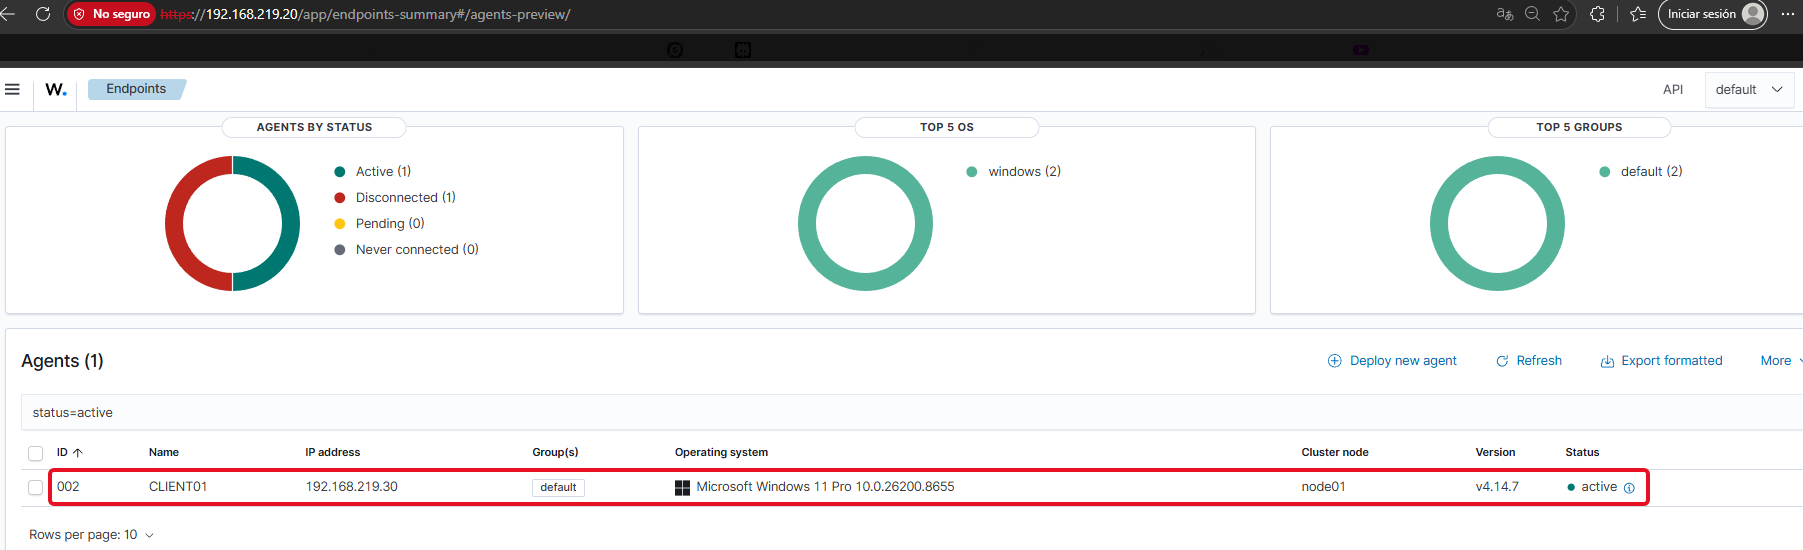 No seguro https://192.168.219.20/app/endpoints-summary#/agents-preview/ Iniciar sesión
W. Endpoints API default
AGENTS BY STATUS
Active (1)
Disconnected (1)
Pending (0)
Never connected (0)
TOP 5 OS
windows (2)
TOP 5 GROUPS
default (2)
Agents (1) Deploy new agent Refresh Export formatted More
status=active
ID Name IP address Group(s) Operating system Cluster node Version Status
002 CLIENT01 192.168.219.30 default Microsoft Windows 11 Pro 10.0.26200.8655 node01 v4.14.7 active
Rows per page: 10